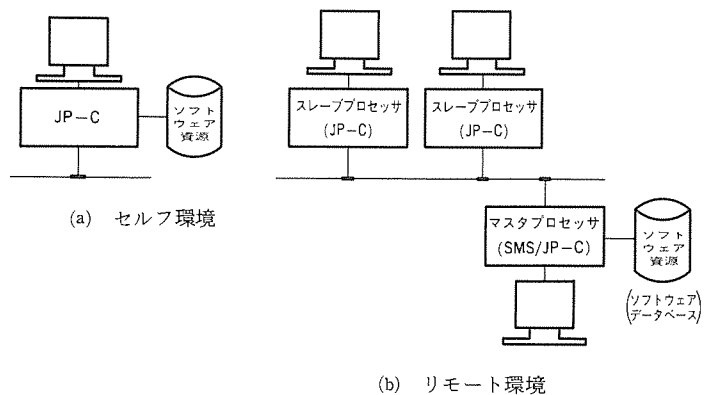 JP-C
ソフト
ウェア
資源
(a) セルフ環境
スレーブプロセッサ
(JP-C)
スレーブプロセッサ
(JP-C)
マスタプロセッサ
(SMS/JP-C)
ソフト
ウェア
資源
(ソフトウェア
データベース)
(b) リモート環境